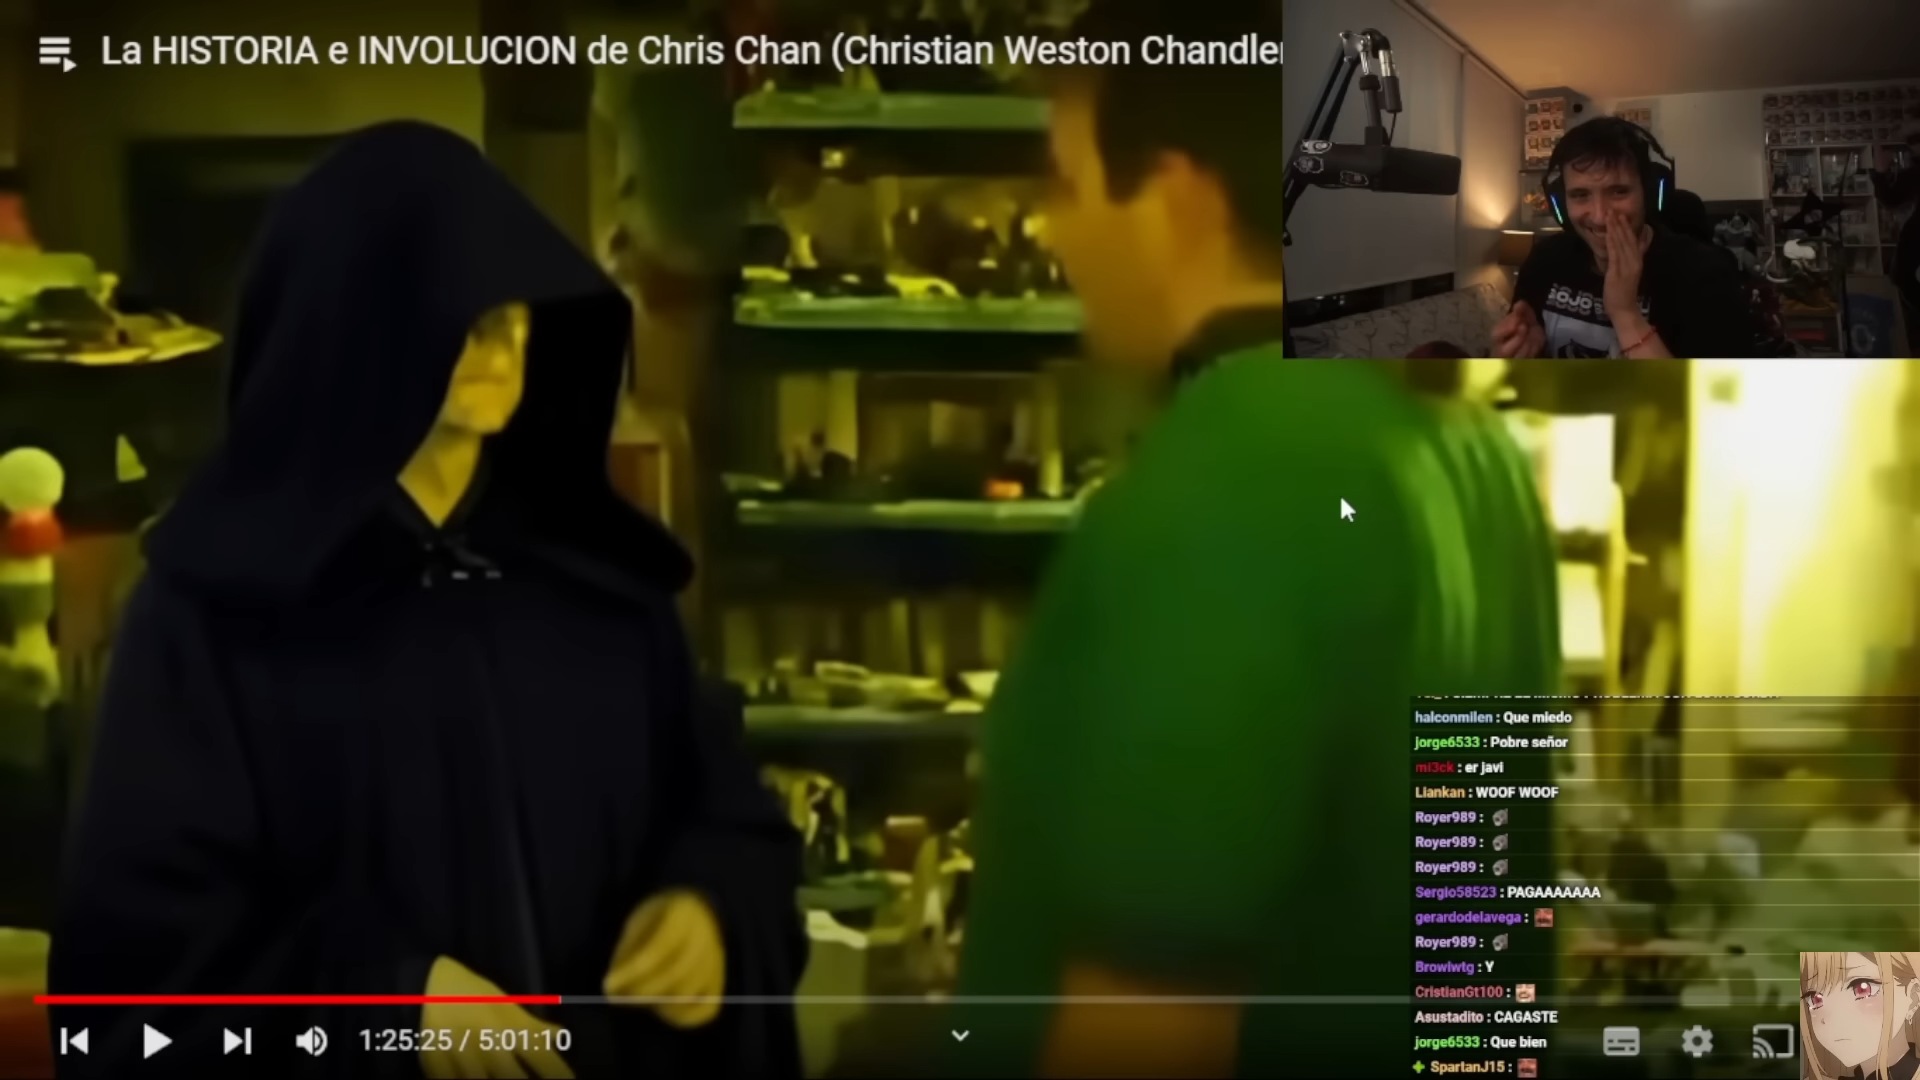 La HISTORIA e INVOLUCION de Chris Chan (Christian Weston Chandler
halconmilen : Que miedo
jorge6533 : Pobre señor
mi3ck : er javi
Liankan : WOOF WOOF
Royer989 :
Royer989 :
Royer989 :
Sergio58523 : PAGAAAAAAA
gerardodelavega :
Royer989 :
Browiwtg : Y
CristianGt100 :
Asustadito : CAGASTE
jorge6533 : Que bien
SpartanJ15 :
1:25:25 / 5:01:10